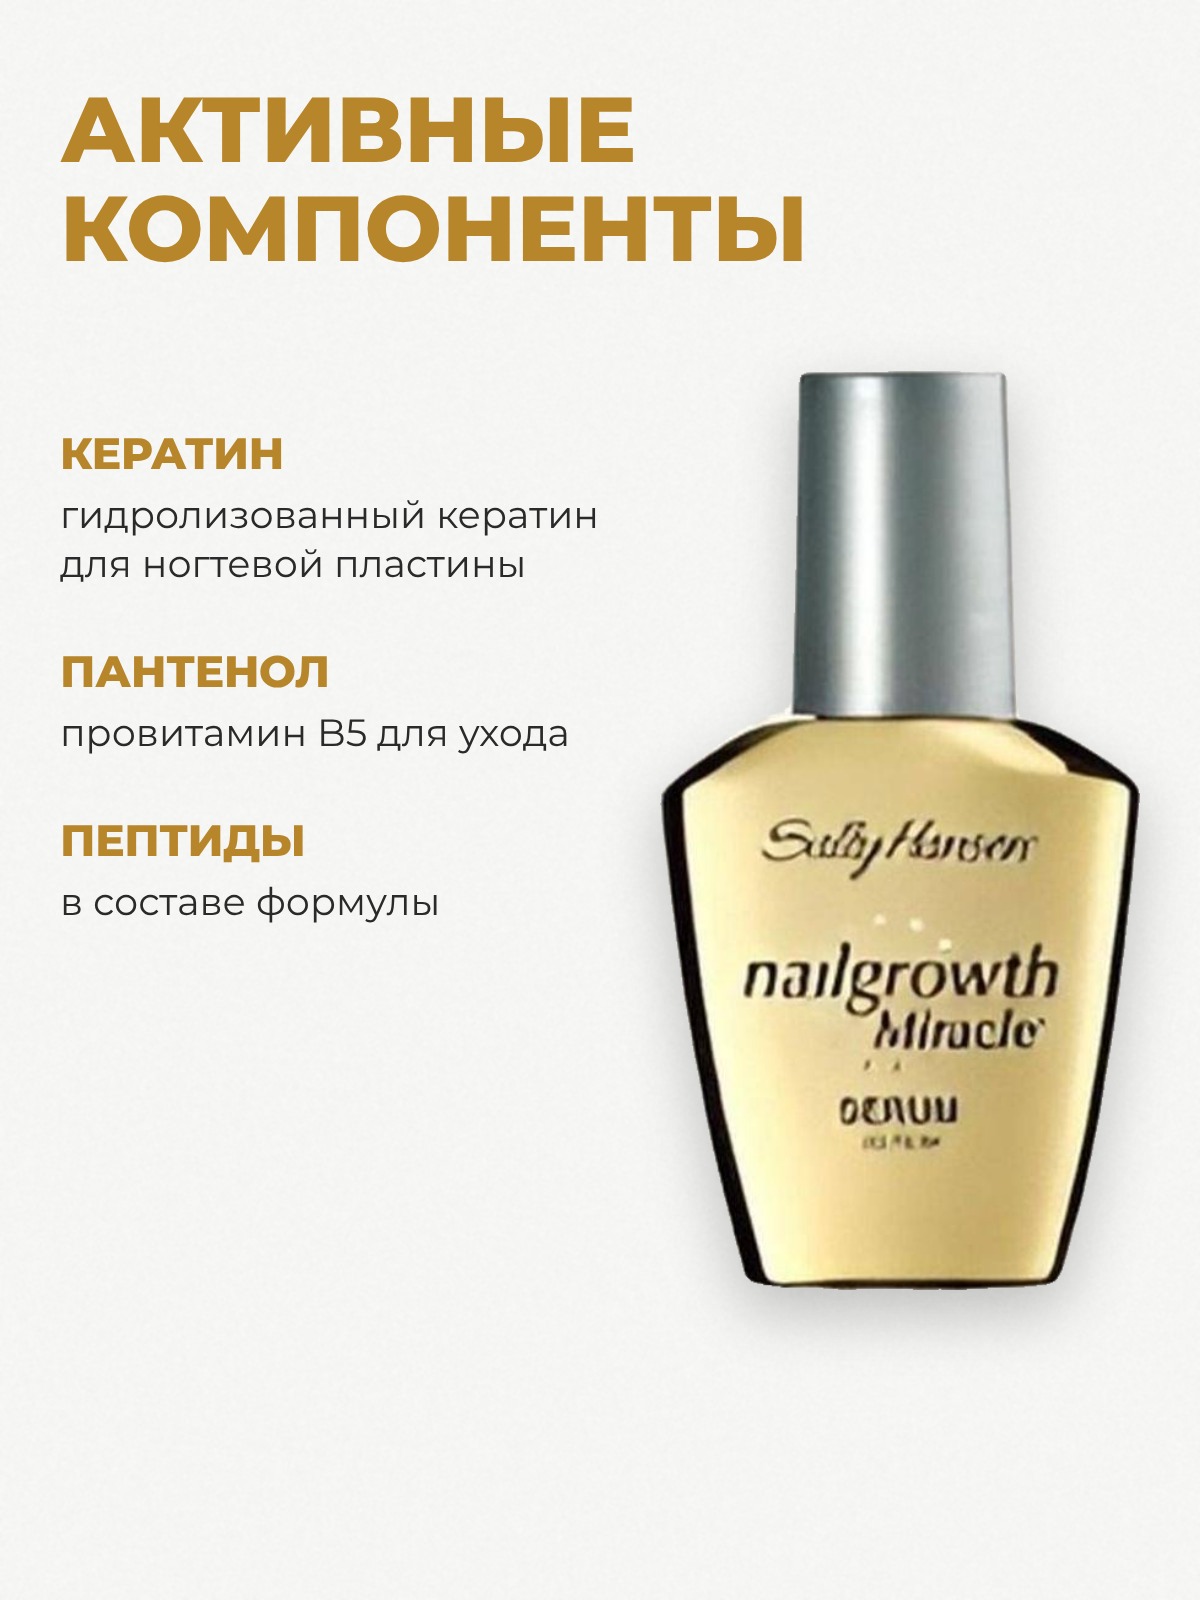 АКТИВНЫЕ
КОМПОНЕНТЫ
КЕРАТИН
гидролизованный кератин
для ногтевой пластины
ПАНТЕНОЛ
провитамин B5 для ухода
ПЕПТИДЫ
в составе формулы
Sally Hansen
nailgrowth
Miracle